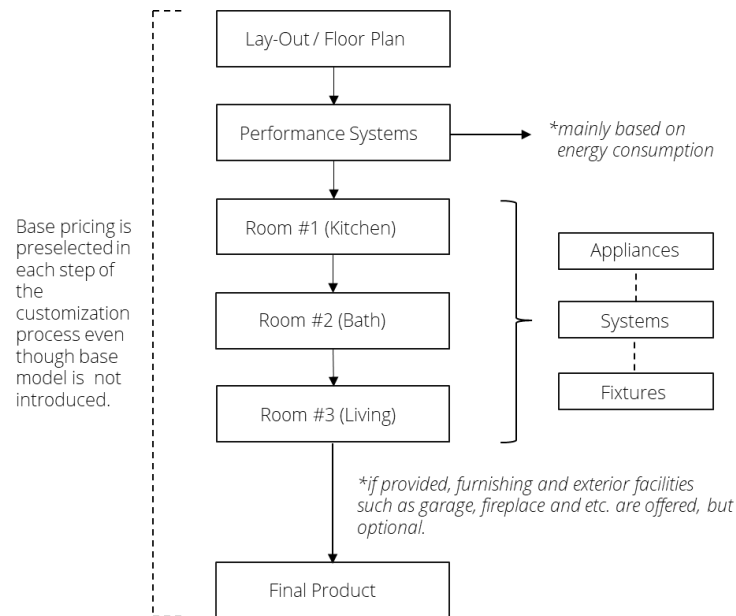 Lay-Out / Floor Plan
Performance Systems
*mainly based on
energy consumption
Base pricing is
preselected in
each step of
the
customization
process even
though base
model is not
introduced.
Room #1 (Kitchen)
Room #2 (Bath)
Room #3 (Living)
Appliances
Systems
Fixtures
*if provided, furnishing and exterior facilities
such as garage, fireplace and etc. are offered, but
optional.
Final Product